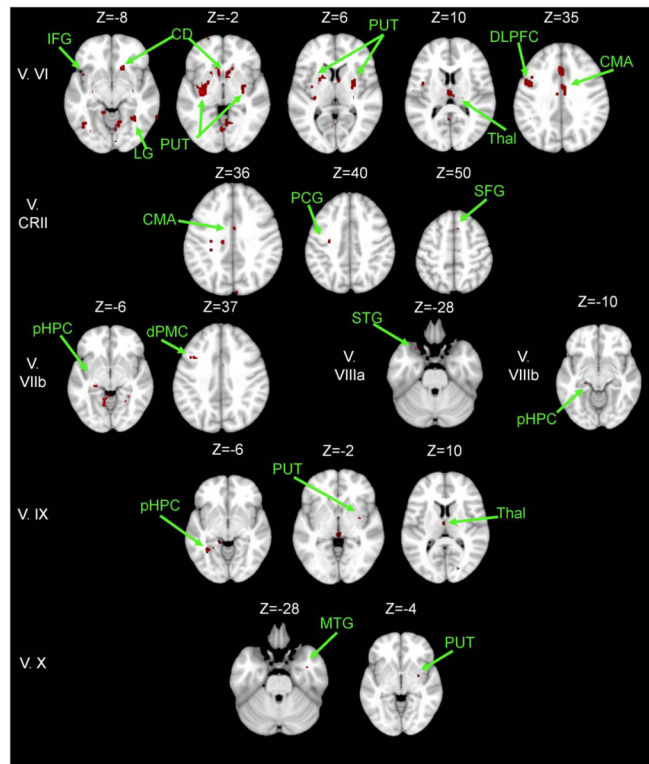 Z=-8 Z=-2 Z=6 Z=10 Z=35
IFG CD PUT DLPFC
V. VI CMA
LG PUT Thal
Z=36 Z=40 Z=50
V. CRII
CMA PCG SFG
Z=-6 Z=37 Z=-28 Z=-10
pHPC dPMC STG
V. VIIb V. VIIIa V. VIIIb
pHPC
Z=-6 Z=-2 Z=10
PUT
V. IX pHPC Thal
Z=-28 Z=-4
MTG PUT
V. X